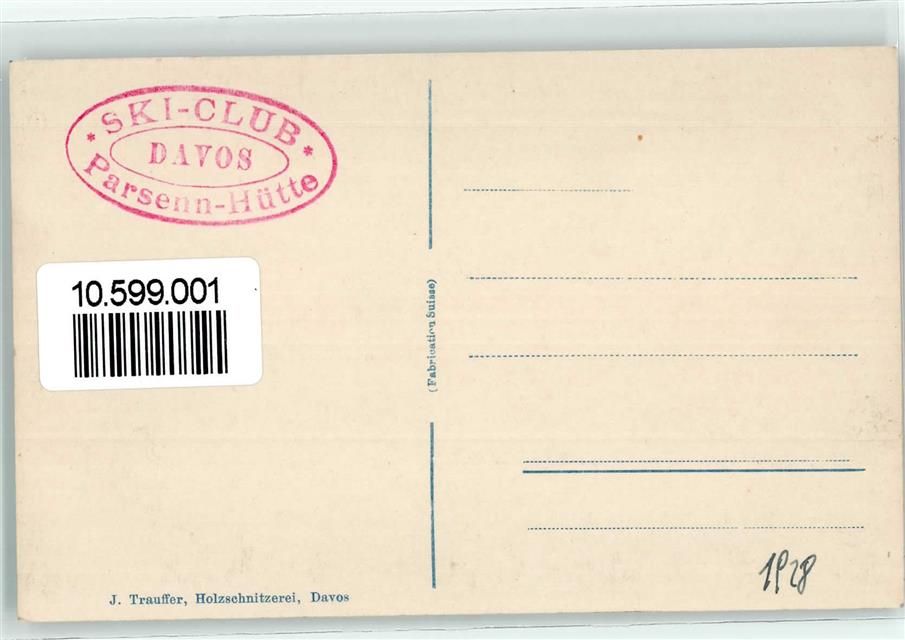 * SKI-CLUB *
DAVOS
Parsenn-Hütte
10.599.001
(Fabrication Suisse)
J. Trauffer, Holzschnitzerei, Davos
1928